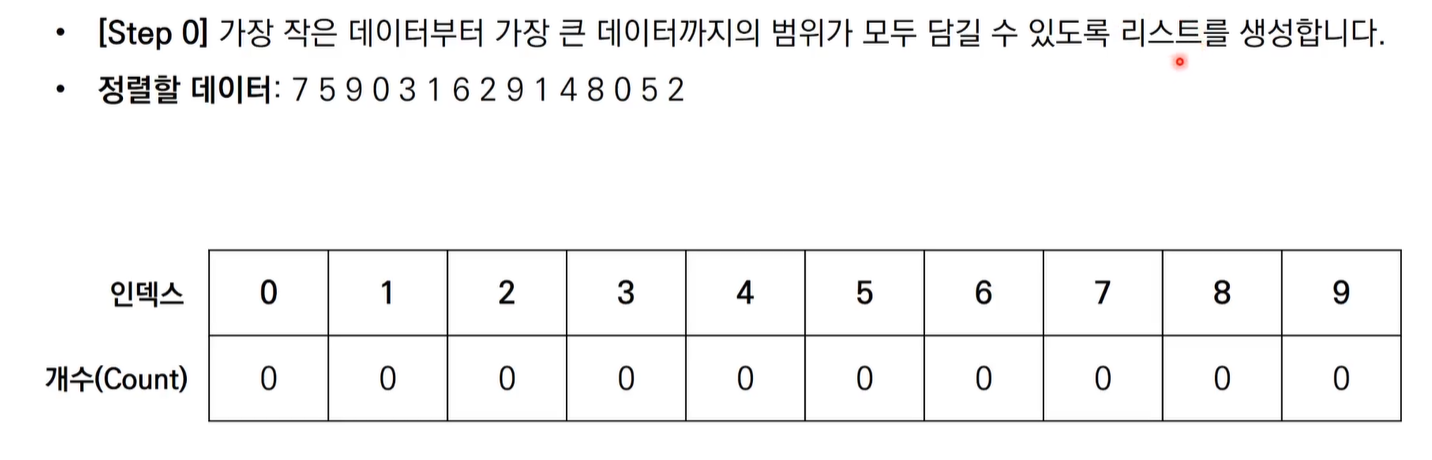 • [Step 0] 가장 작은 데이터부터 가장 큰 데이터까지의 범위가 모두 담길 수 있도록 리스트를 생성합니다.
• 정렬할 데이터: 7 5 9 0 3 1 6 2 9 1 4 8 0 5 2
인덱스 0 1 2 3 4 5 6 7 8 9
개수(Count) 0 0 0 0 0 0 0 0 0 0